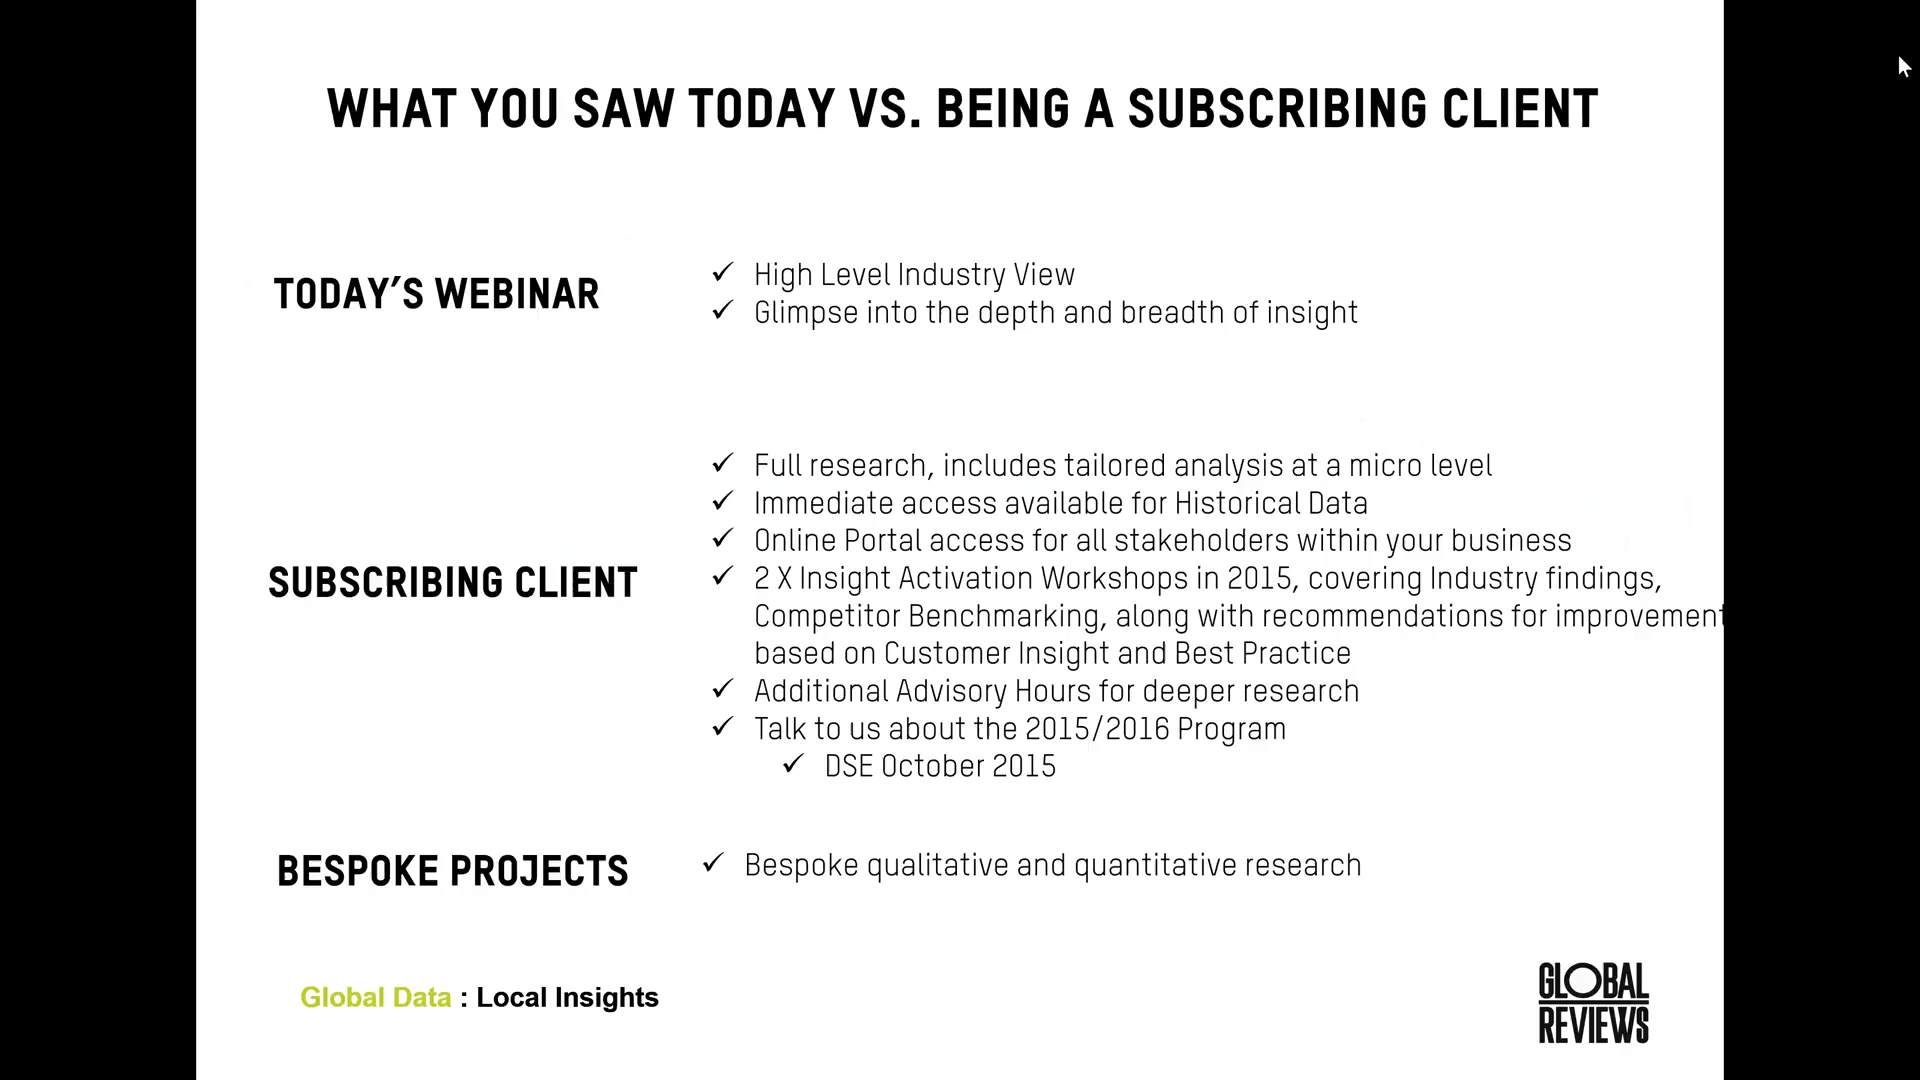 WHAT YOU SAW TODAY VS. BEING A SUBSCRIBING CLIENT
TODAY'S WEBINAR
✓ High Level Industry View
✓ Glimpse into the depth and breadth of insight
SUBSCRIBING CLIENT
✓ Full research, includes tailored analysis at a micro level
✓ Immediate access available for Historical Data
✓ Online Portal access for all stakeholders within your business
✓ 2 X Insight Activation Workshops in 2015, covering Industry findings,
Competitor Benchmarking, along with recommendations for improvement
based on Customer Insight and Best Practice
✓ Additional Advisory Hours for deeper research
✓ Talk to us about the 2015/2016 Program
✓ DSE October 2015
BESPOKE PROJECTS
✓ Bespoke qualitative and quantitative research
Global Data : Local Insights
GLOBAL
REVIEWS